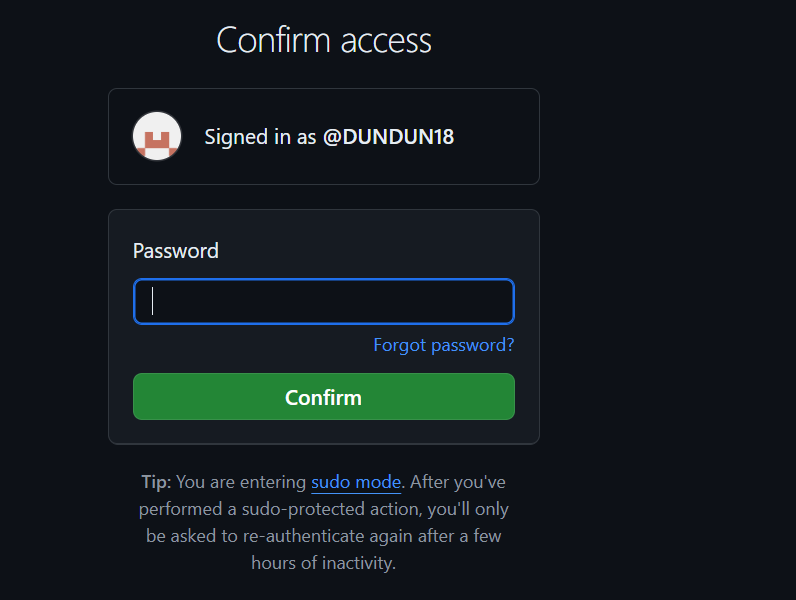 Confirm access
Signed in as @DUNDUN18
Password
Forgot password?
Confirm
Tip: You are entering sudo mode. After you've
performed a sudo-protected action, you'll only
be asked to re-authenticate again after a few
hours of inactivity.